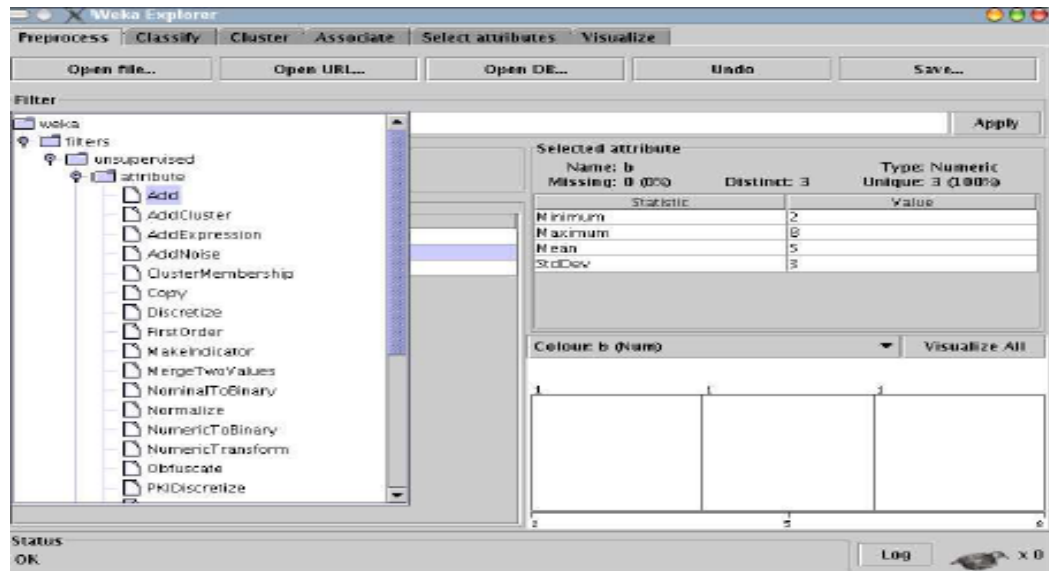 Weka Explorer
Preprocess Classify Cluster Associate Select attributes Visualize
Open file... Open URL... Open DB... Undo Save...
Filter
weka
filters
unsupervised
attribute
Add
AddCluster
AddExpression
AddNoise
ClusterMembership
Copy
Discretize
FirstOrder
MakeIndicator
MergeTwoValues
NominalToBinary
Normalize
NumericToBinary
NumericTransform
Obfuscate
PKIDiscretize
Apply
Selected attribute
Name: b Type: Numeric
Missing: 0 (0%) Distinct: 3 Unique: 3 (100%)
Statistic Value
Minimum 2
Maximum 8
Mean 5
StdDev 3
Colour: b (Num) Visualize All
1 1 1
2 5 8
Status
OK Log x 0